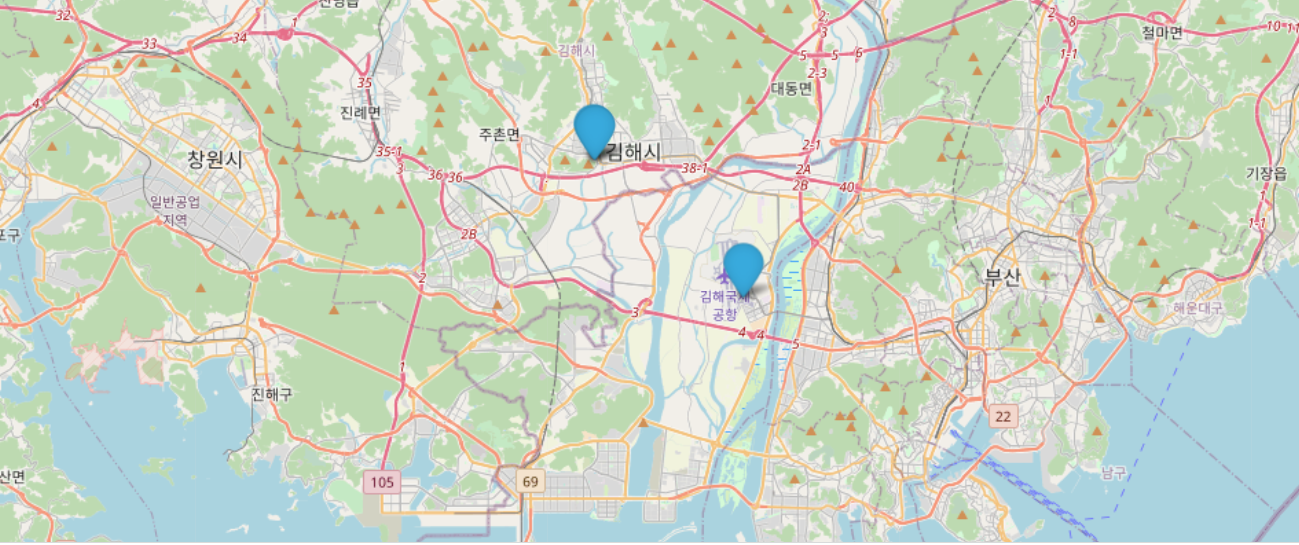 32
1
2
8
10
11
33
34
철마면
김해시
2;
3
5
5
6
1-1
35
2-3
대동면
4
진례면
1
주촌면
35-1
3
창원시
김해시
2-1
36
36
38-1
2A
2B
40
기장읍
일반공업
지역
2B
1-1
포구
2
부산
김해국제
공항
해운대구
3
4
4
5
1
진해구
22
남구
산면
105
69